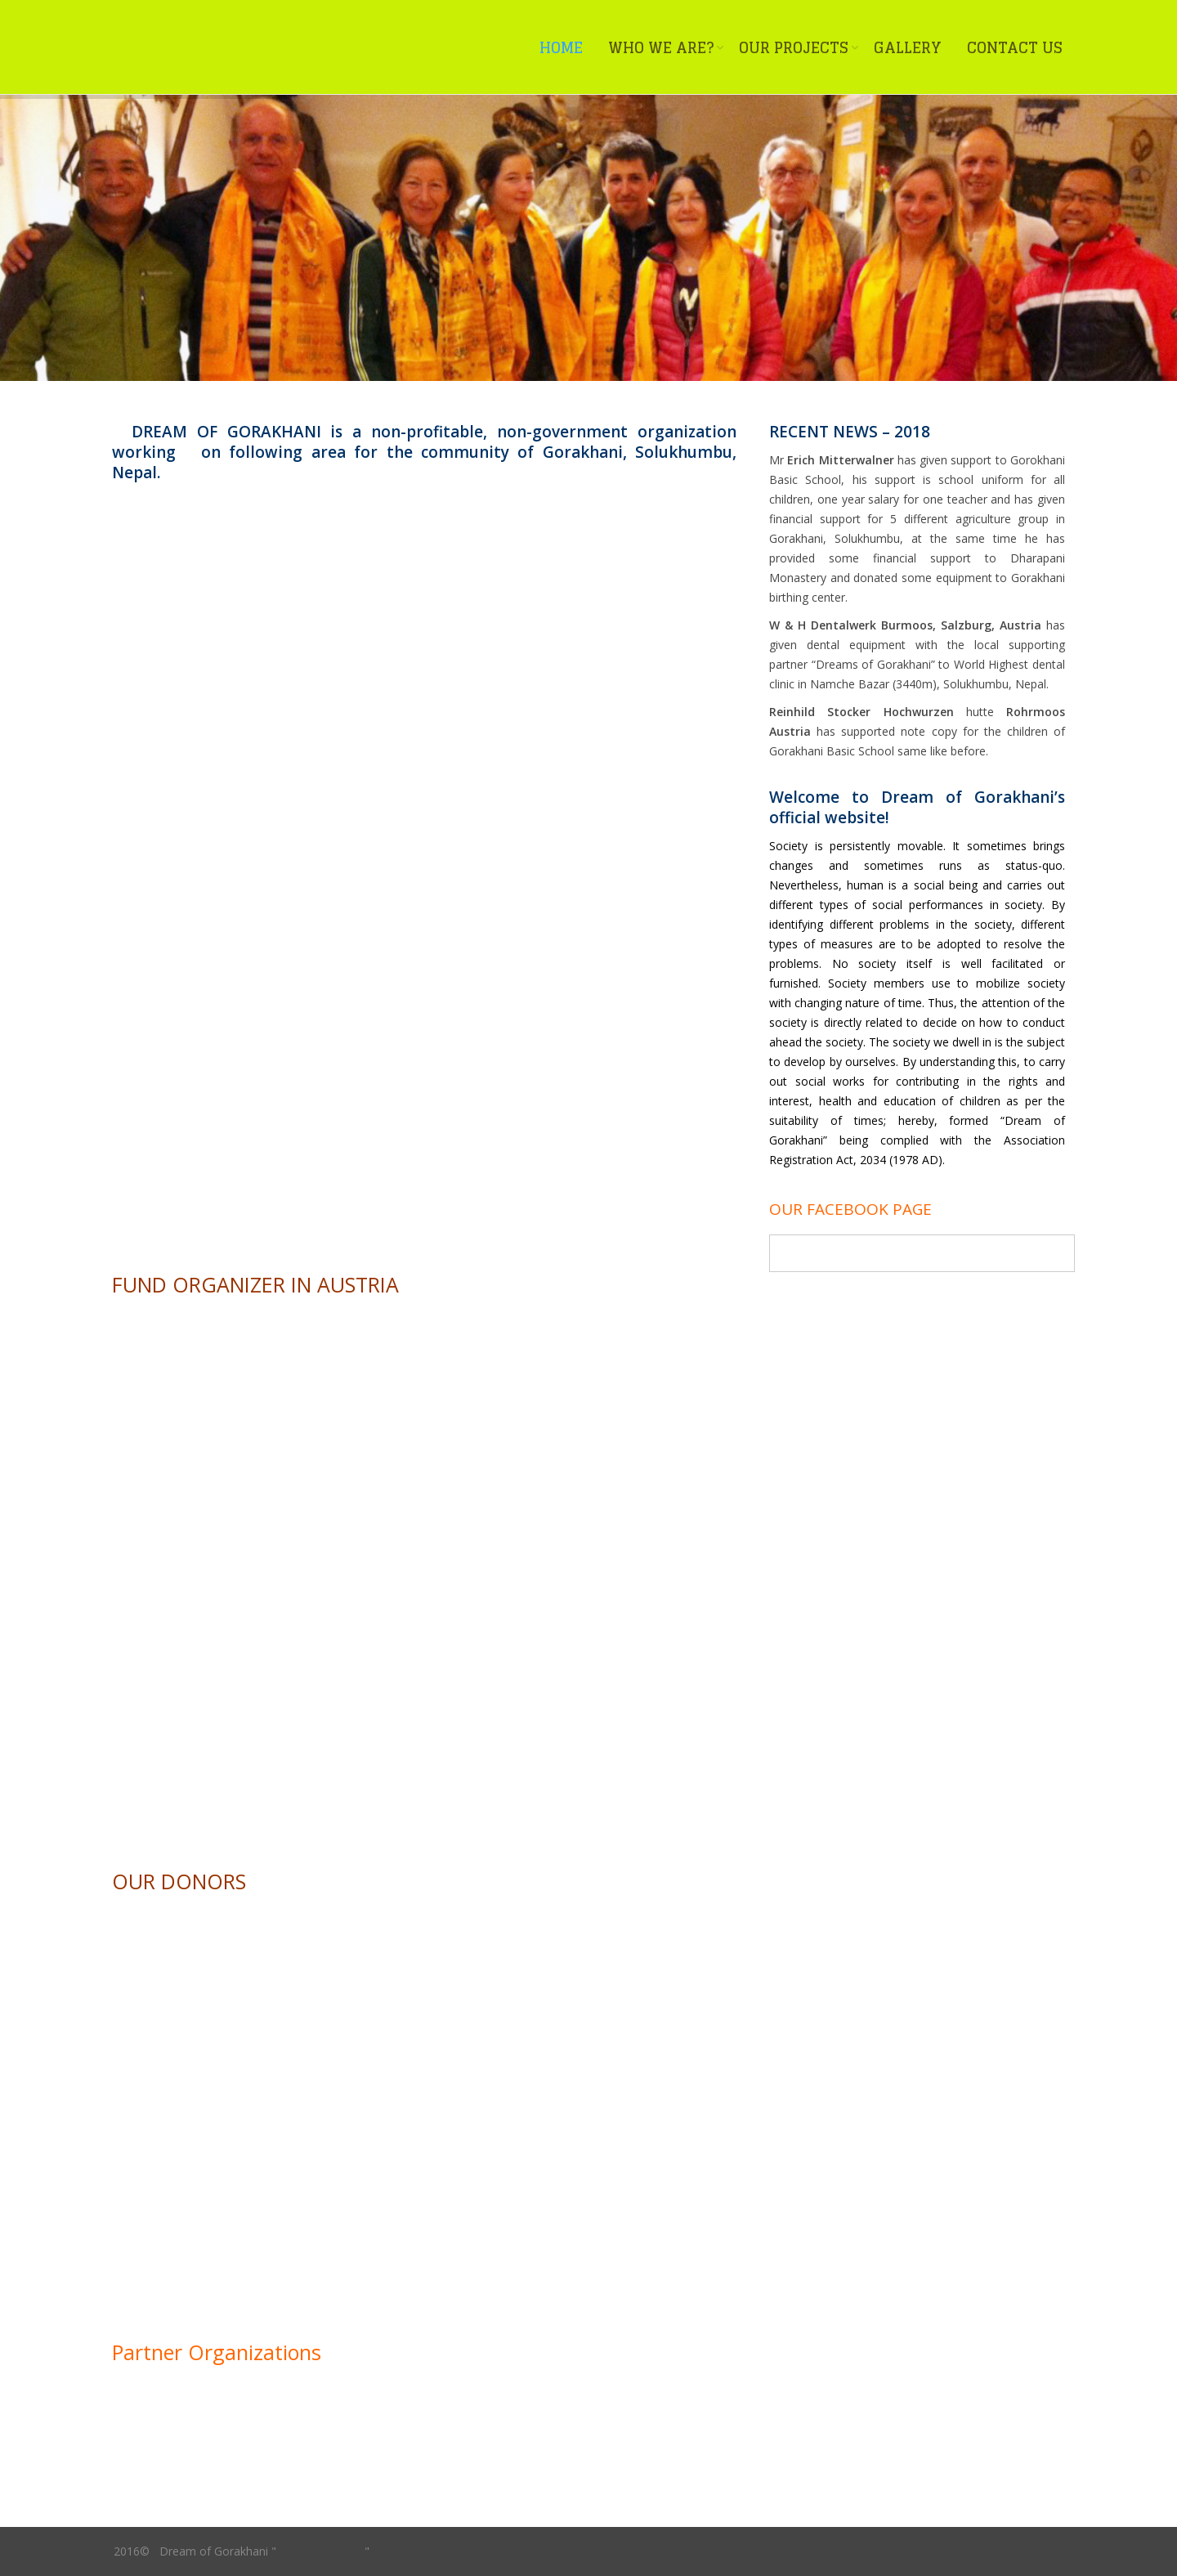 HOME WHO WE ARE? OUR PROJECTS GALLERY CONTACT US
DREAM OF GORAKHANI is a non-profitable, non-government organization
working on following area for the community of Gorakhani, Solukhumbu,
Nepal.
FUND ORGANIZER IN AUSTRIA
OUR DONORS
Partner Organizations
RECENT NEWS – 2018
Mr Erich Mitterwalner has given support to Gorokhani
Basic School, his support is school uniform for all
children, one year salary for one teacher and has given
financial support for 5 different agriculture group in
Gorakhani, Solukhumbu, at the same time he has
provided some financial support to Dharapani
Monastery and donated some equipment to Gorakhani
birthing center.
W & H Dentalwerk Burmoos, Salzburg, Austria has
given dental equipment with the local supporting
partner “Dreams of Gorakhani” to World Highest dental
clinic in Namche Bazar (3440m), Solukhumbu, Nepal.
Reinhild Stocker Hochwurzen hutte Rohrmoos
Austria has supported note copy for the children of
Gorakhani Basic School same like before.
Welcome to Dream of Gorakhani’s
official website!
Society is persistently movable. It sometimes brings
changes and sometimes runs as status-quo.
Nevertheless, human is a social being and carries out
different types of social performances in society. By
identifying different problems in the society, different
types of measures are to be adopted to resolve the
problems. No society itself is well facilitated or
furnished. Society members use to mobilize society
with changing nature of time. Thus, the attention of the
society is directly related to decide on how to conduct
ahead the society. The society we dwell in is the subject
to develop by ourselves. By understanding this, to carry
out social works for contributing in the rights and
interest, health and education of children as per the
suitability of times; hereby, formed “Dream of
Gorakhani” being complied with the Association
Registration Act, 2034 (1978 AD).
OUR FACEBOOK PAGE
2016© Dream of Gorakhani " "